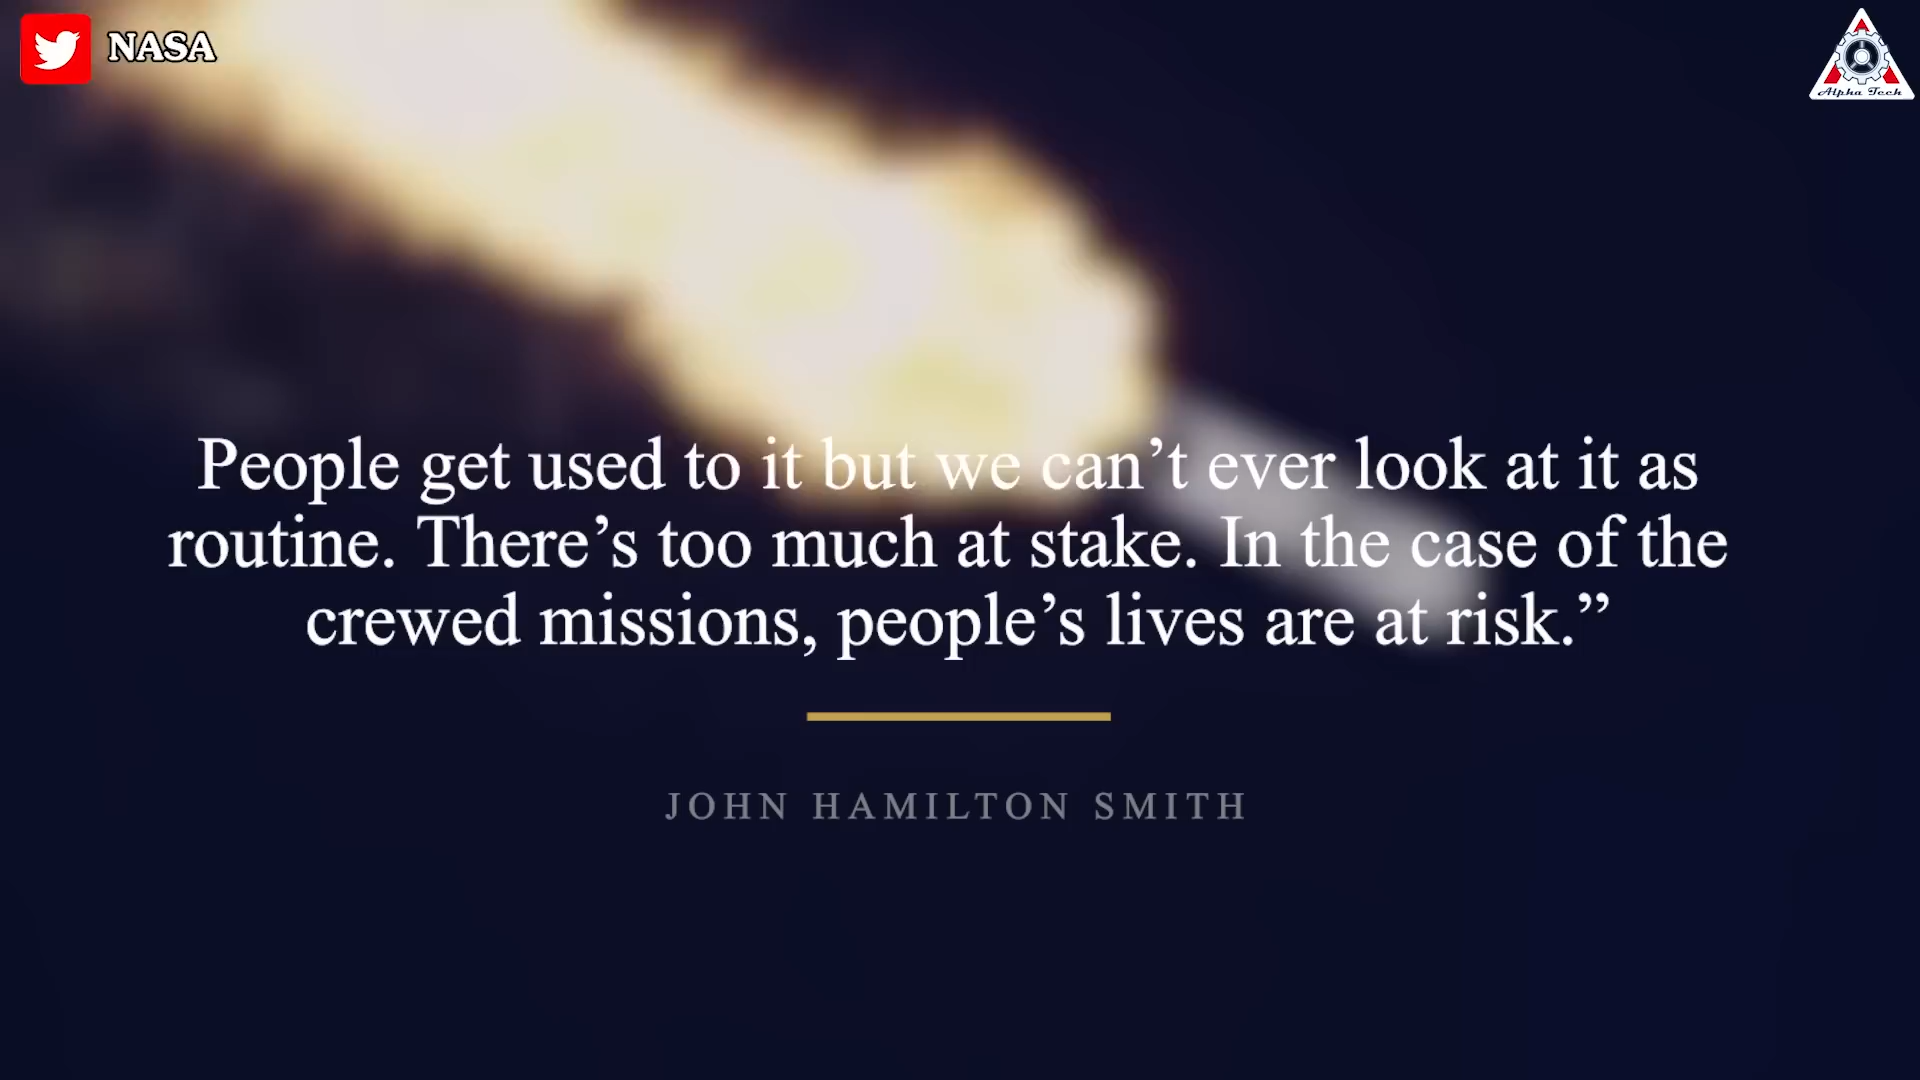 NASA
Alpha Tech
People get used to it but we can’t ever look at it as
routine. There’s too much at stake. In the case of the
crewed missions, people’s lives are at risk.”
JOHN HAMILTON SMITH